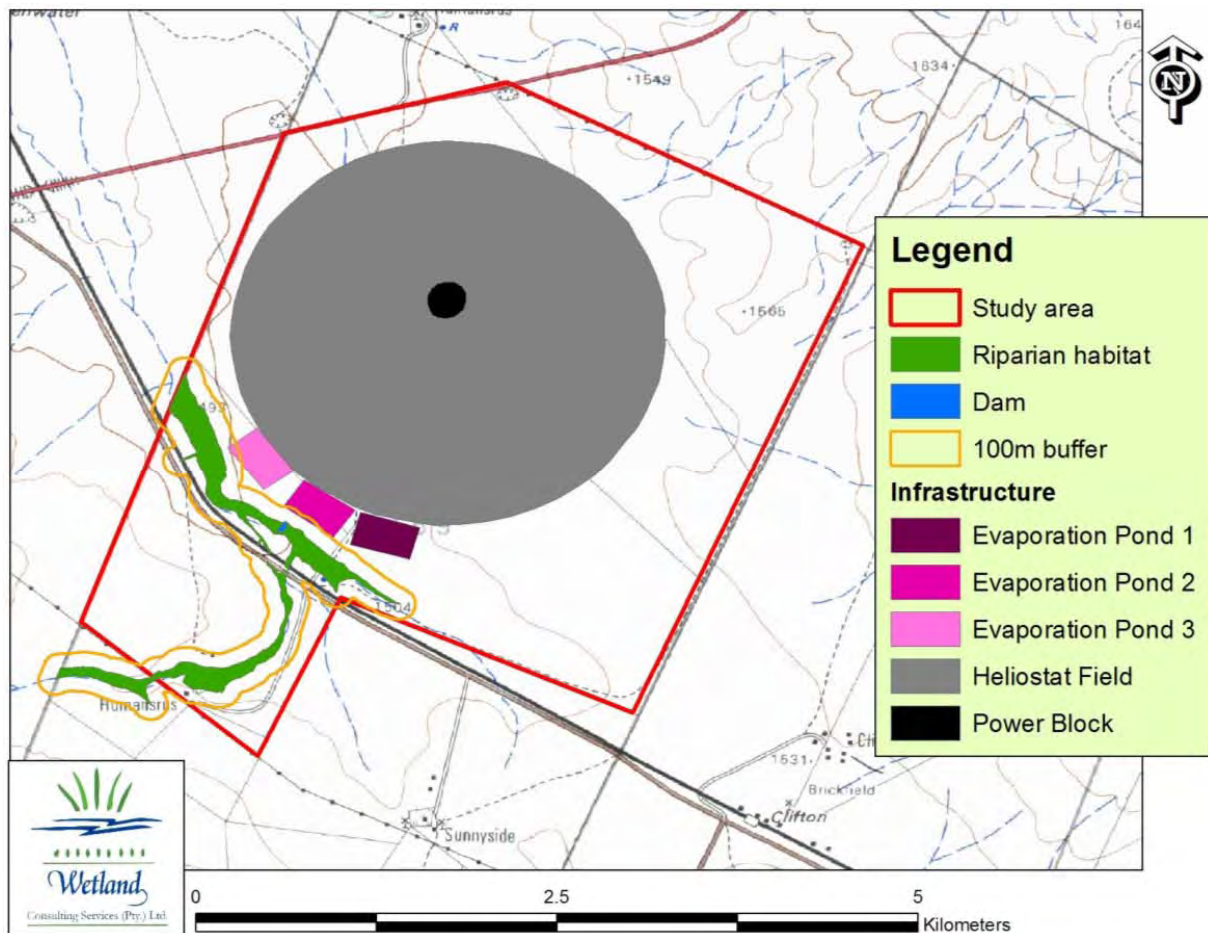 R
1549
1634
164
1565
1504
Humansrus
Sunnyside
1531
Brickfield
Clifton
N
Legend
Study area
Riparian habitat
Dam
100m buffer
Infrastructure
Evaporation Pond 1
Evaporation Pond 2
Evaporation Pond 3
Heliostat Field
Power Block
Wetland
Consulting Services (Pty.) Ltd.
0
2.5
5
Kilometers